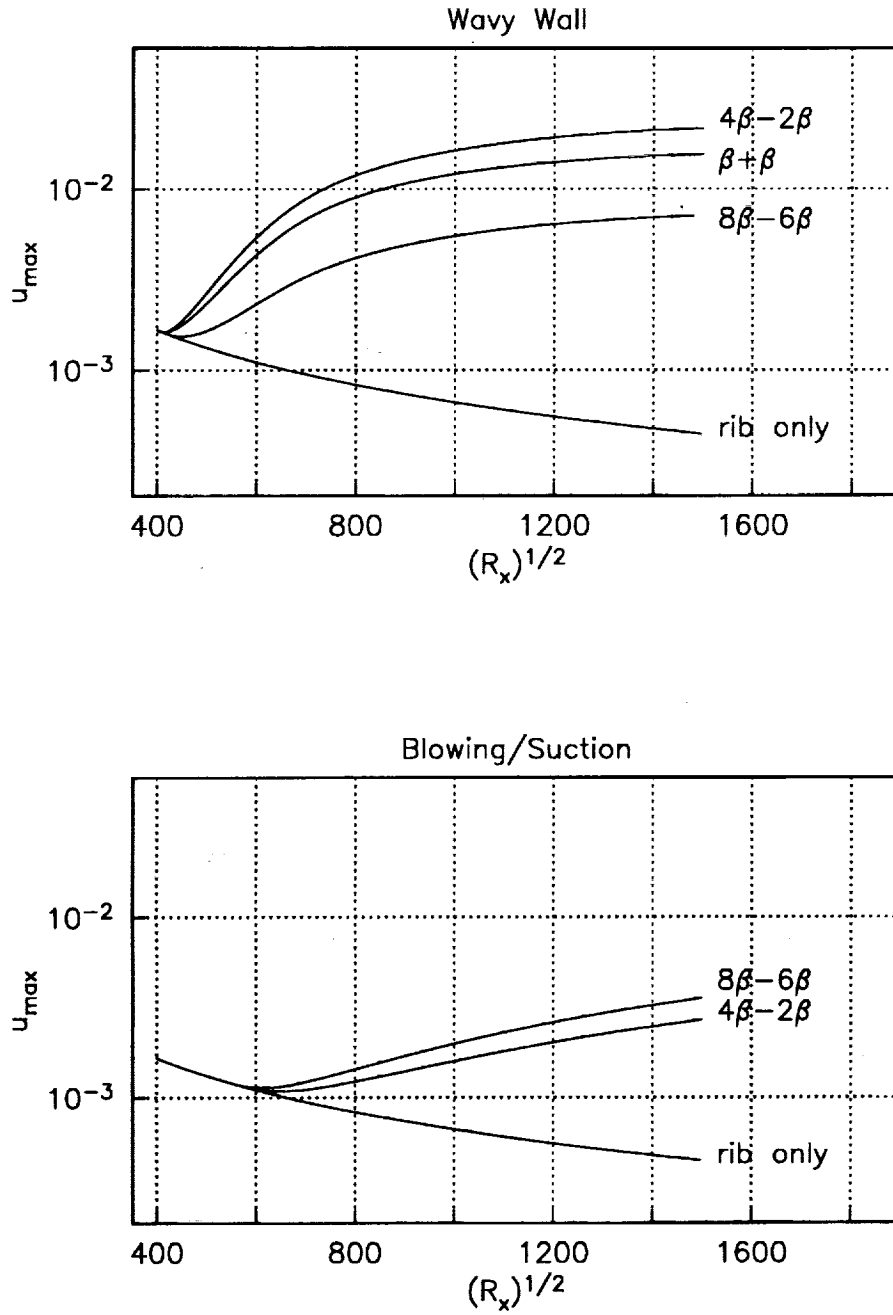 Wavy Wall
4β−2β
β+β
8β−6β
rib only
10⁻²
10⁻³
u_max
400 800 1200 1600
(Rₓ)^1/2
Blowing/Suction
8β−6β
4β−2β
rib only
10⁻²
10⁻³
u_max
400 800 1200 1600
(Rₓ)^1/2